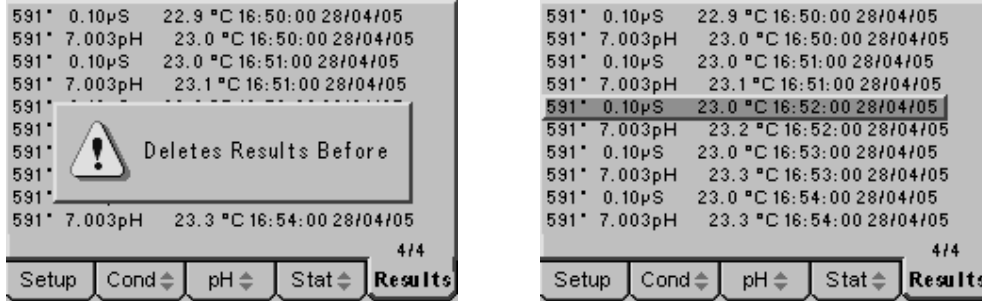 591* 0.10µS 22.9 °C 16:50:00 28/04/05
591* 7.003pH 23.0 °C 16:50:00 28/04/05
591* 0.10µS 23.0 °C 16:51:00 28/04/05
591* 7.003pH 23.1 °C 16:51:00 28/04/05
591*
591*
591*
591*
591*
Deletes Results Before
591* 7.003pH 23.3 °C 16:54:00 28/04/05
4/4
Setup Cond pH Stat Results
591* 0.10µS 22.9 °C 16:50:00 28/04/05
591* 7.003pH 23.0 °C 16:50:00 28/04/05
591* 0.10µS 23.0 °C 16:51:00 28/04/05
591* 7.003pH 23.1 °C 16:51:00 28/04/05
591* 0.10µS 23.0 °C 16:52:00 28/04/05
591* 7.003pH 23.2 °C 16:52:00 28/04/05
591* 0.10µS 23.0 °C 16:53:00 28/04/05
591* 7.003pH 23.3 °C 16:53:00 28/04/05
591* 0.10µS 23.0 °C 16:54:00 28/04/05
591* 7.003pH 23.3 °C 16:54:00 28/04/05
4/4
Setup Cond pH Stat Results